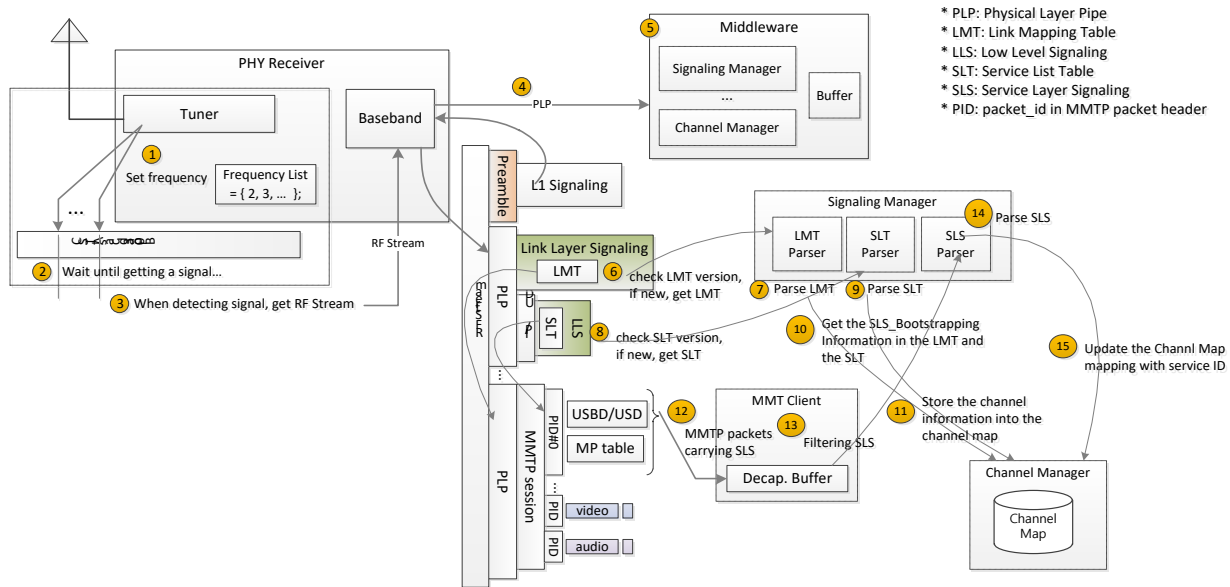 * PLP: Physical Layer Pipe
* LMT: Link Mapping Table
* LLS: Low Level Signaling
* SLT: Service List Table
* SLS: Service Layer Signaling
* PID: packet_id in MMTP packet header
5
Middleware
Signaling Manager
...
Channel Manager
Buffer
PHY Receiver
Tuner
Baseband
4
PLP
1
Set frequency
Frequency List
= { 2, 3, ... };
...
RF Stream
2
Wait until getting a signal...
3
When detecting signal, get RF Stream
Preamble
L1 Signaling
PLP
Link Layer Signaling
LMT
6
check LMT version,
if new, get LMT
SLT
LLS
8
check SLT version,
if new, get SLT
...
PLP
MMTP session
PID#0
USBD/USD
MP table
...
PID
video
PID
audio
12
MMTP packets
carrying SLS
MMT Client
13
Filtering SLS
Decap. Buffer
Signaling Manager
LMT
Parser
SLT
Parser
SLS
Parser
14
Parse SLS
7
Parse LMT
9
Parse SLT
10
Get the SLS_Bootstrapping
Information in the LMT and
the SLT
15
Update the Channl Map
mapping with service ID
11
Store the channel
information into the
channel map
Channel Manager
Channel
Map